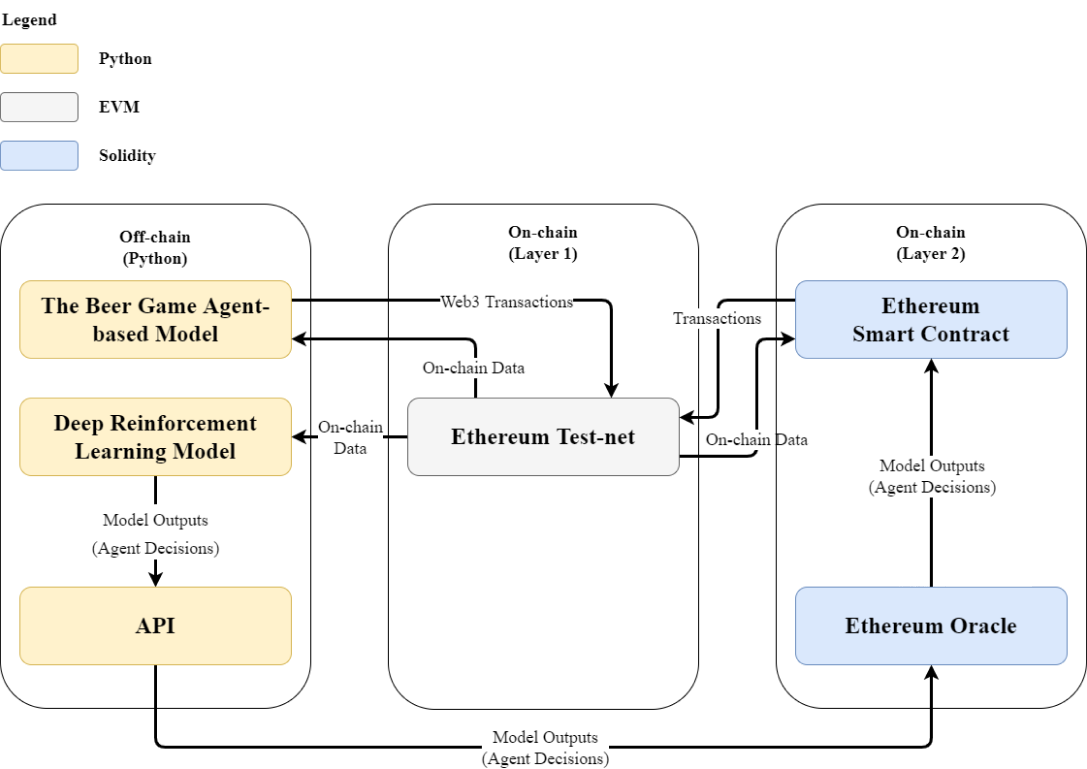 Legend
Python
EVM
Solidity
Off-chain
(Python)
The Beer Game Agent-
based Model
Deep Reinforcement
Learning Model
Model Outputs
(Agent Decisions)
API
On-chain
(Layer 1)
Web3 Transactions
On-chain Data
On-chain
Data
Ethereum Test-net
Transactions
On-chain Data
On-chain
(Layer 2)
Ethereum
Smart Contract
Model Outputs
(Agent Decisions)
Ethereum Oracle
Model Outputs
(Agent Decisions)